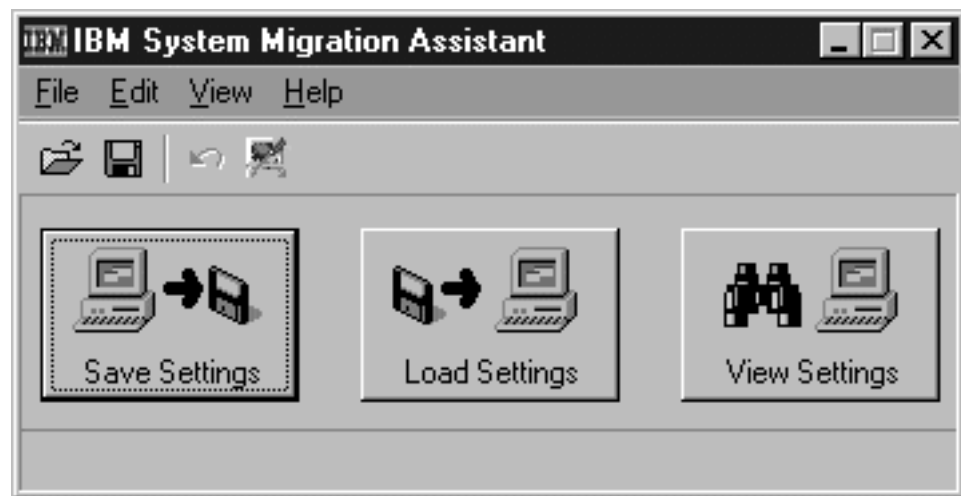 IBM IBM System Migration Assistant
File Edit View Help
Save Settings Load Settings View Settings